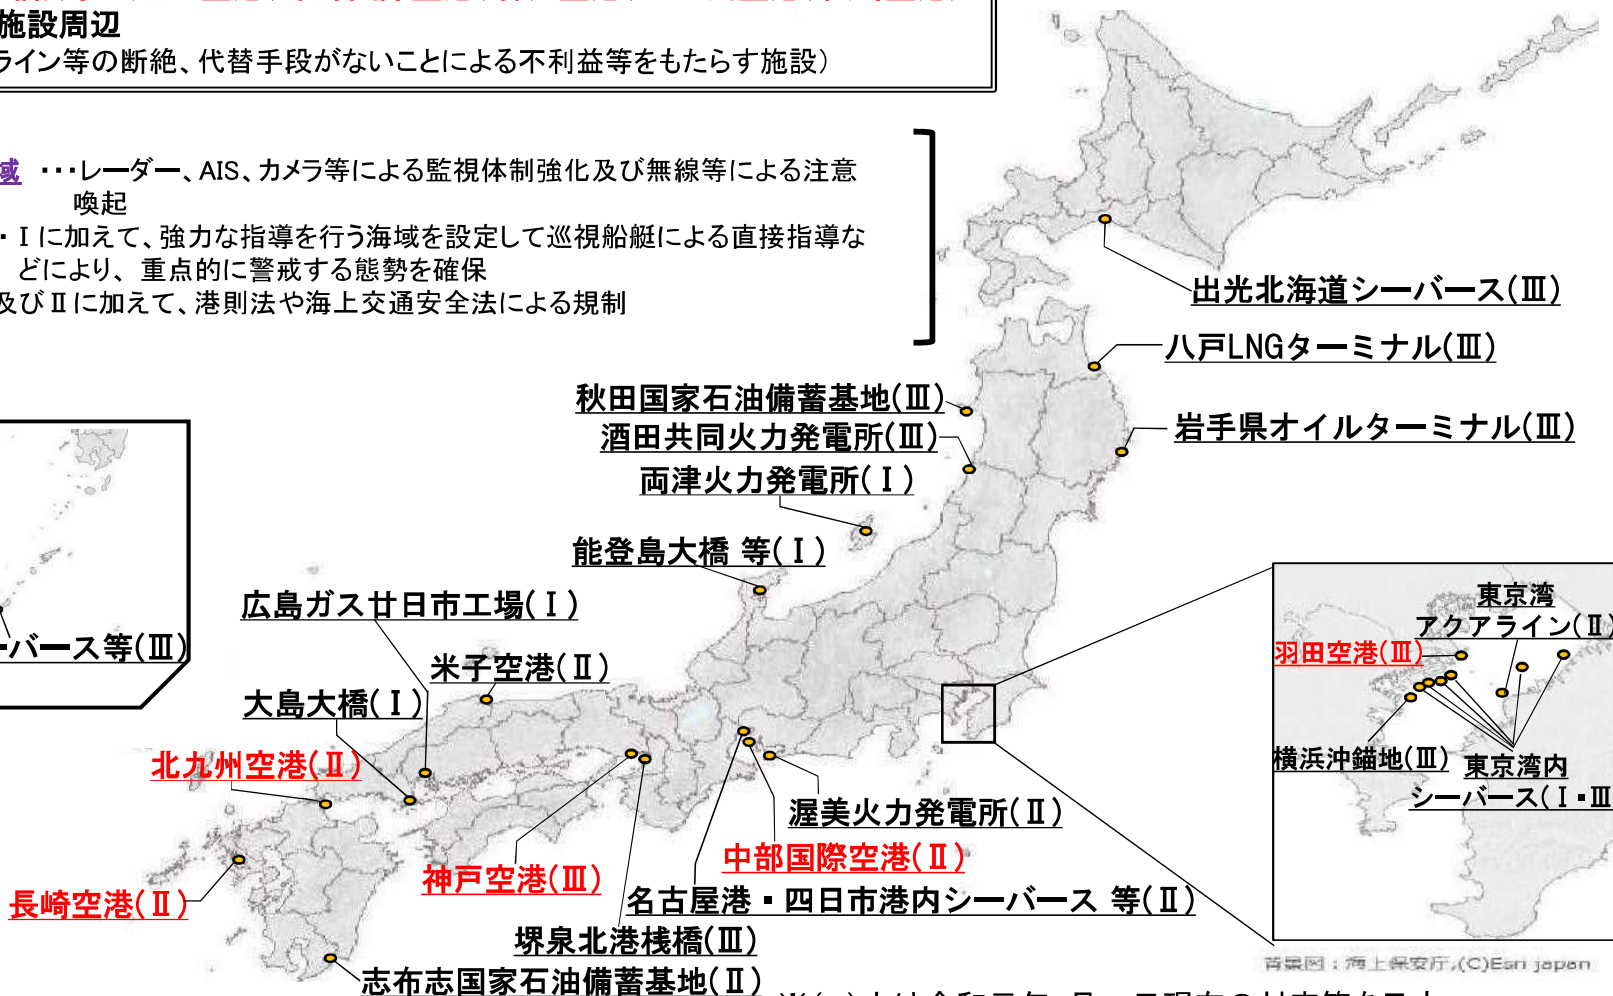 施設周辺
ライン等の断絶、代替手段がないことによる不利益等をもたらす施設)
域 ・・・レーダー、AIS、カメラ等による監視体制強化及び無線等による注意
喚起
・Ⅰに加えて、強力な指導を行う海域を設定して巡視船艇による直接指導な
どにより、重点的に警戒する態勢を確保
及びⅡに加えて、港則法や海上交通安全法による規制
出光北海道シーバース(Ⅲ)
八戸LNGターミナル(Ⅲ)
秋田国家石油備蓄基地(Ⅲ)
岩手県オイルターミナル(Ⅲ)
酒田共同火力発電所(Ⅲ)
両津火力発電所(Ⅰ)
能登島大橋 等(Ⅰ)
広島ガス廿日市工場(Ⅰ)
ーバース等(Ⅲ)
米子空港(Ⅱ)
大島大橋(Ⅰ)
北九州空港(Ⅱ)
東京湾
アクアライン(Ⅱ)
羽田空港(Ⅲ)
横浜沖錨地(Ⅲ)
東京湾内
シーバース(Ⅰ・Ⅲ
渥美火力発電所(Ⅱ)
中部国際空港(Ⅱ)
神戸空港(Ⅲ)
長崎空港(Ⅱ)
名古屋港・四日市港内シーバース 等(Ⅱ)
堺泉北港桟橋(Ⅲ)
志布志国家石油備蓄基地(Ⅱ)
背景図：海上保安庁,(C)Esri japan